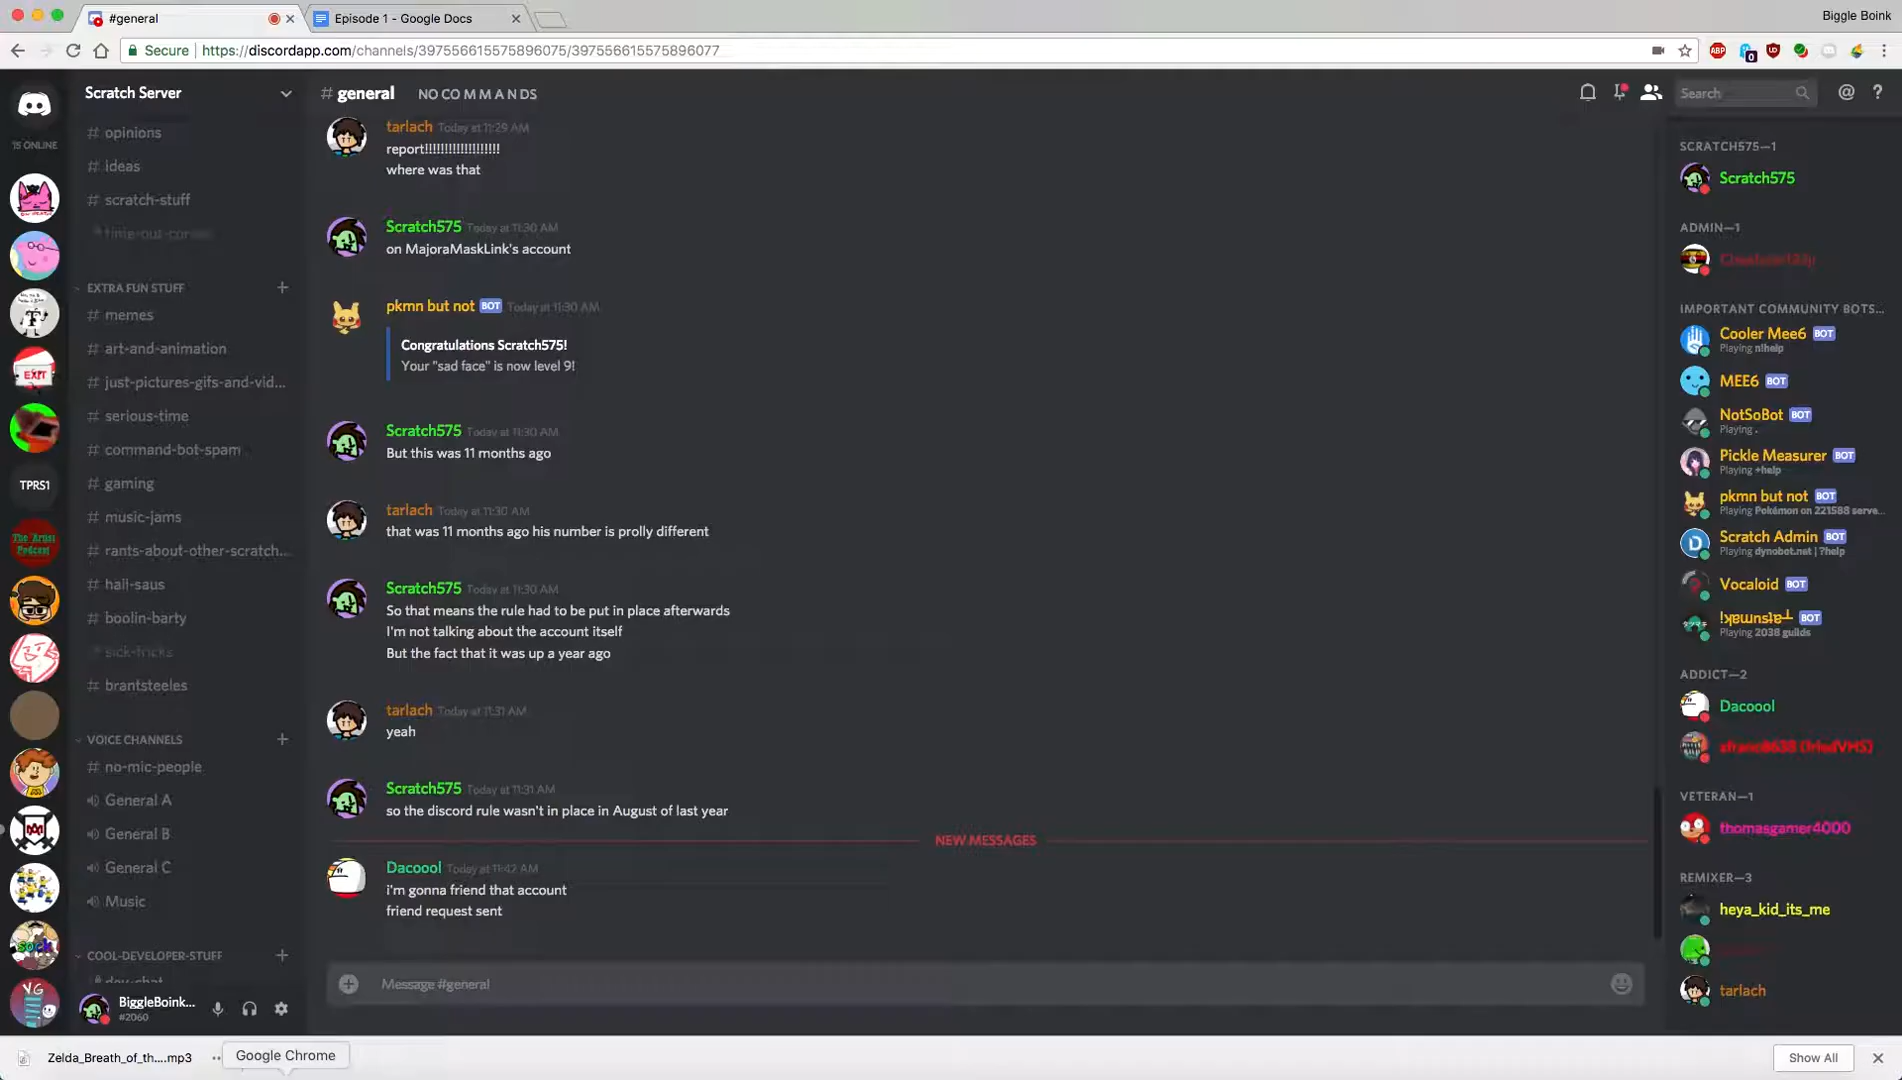 #general
Episode 1 - Google Docs
Biggle Boink
Secure
https://discordapp.com/channels/397556615575896075/397556615575896077
ABP
0
15 ONLINE
EXIT
TPRS1
The Artist
Podcast
sock
VG
Scratch Server
# opinions
# ideas
# scratch-stuff
EXTRA FUN STUFF
# memes
# art-and-animation
# just-pictures-gifs-and-vid...
# serious-time
# command-bot-spam
# gaming
# music-jams
# rants-about-other-scratch...
# hail-saus
# boolin-barty
sick-tricks
# brantsteeles
VOICE CHANNELS
# no-mic-people
General A
General B
General C
Music
COOL-DEVELOPER-STUFF
dev-chat
BiggleBoink...
#2060
# general NO CO M M A N DS
Search
@ ?
tarlach Today at 11:29 AM
report!!!!!!!!!!!!!!!!!!!
where was that
Scratch575 Today at 11:30 AM
on MajoraMaskLink's account
pkmn but not BOT Today at 11:30 AM
Congratulations Scratch575!
Your "sad face" is now level 9!
Scratch575 Today at 11:30 AM
But this was 11 months ago
tarlach Today at 11:30 AM
that was 11 months ago his number is prolly different
Scratch575 Today at 11:30 AM
So that means the rule had to be put in place afterwards
I'm not talking about the account itself
But the fact that it was up a year ago
tarlach Today at 11:31 AM
yeah
Scratch575 Today at 11:31 AM
so the discord rule wasn't in place in August of last year
NEW MESSAGES
Dacoool Today at 11:42 AM
i'm gonna friend that account
friend request sent
Message #general
SCRATCH575—1
Scratch575
ADMIN—1
IMPORTANT COMMUNITY BOTS...
Cooler Mee6 BOT
Playing n!help
MEE6 BOT
NotSoBot BOT
Playing .
Pickle Measurer BOT
Playing +help
pkmn but not BOT
Playing Pokémon on 221588 serve...
Scratch Admin BOT
Playing dynobot.net | ?help
Vocaloid BOT
BOT
Playing 2038 guilds
ADDICT—2
Dacoool
VETERAN—1
thomasgamer4000
REMIXER—3
heya_kid_its_me
tarlach
Zelda_Breath_of_th....mp3
Google Chrome
Show All